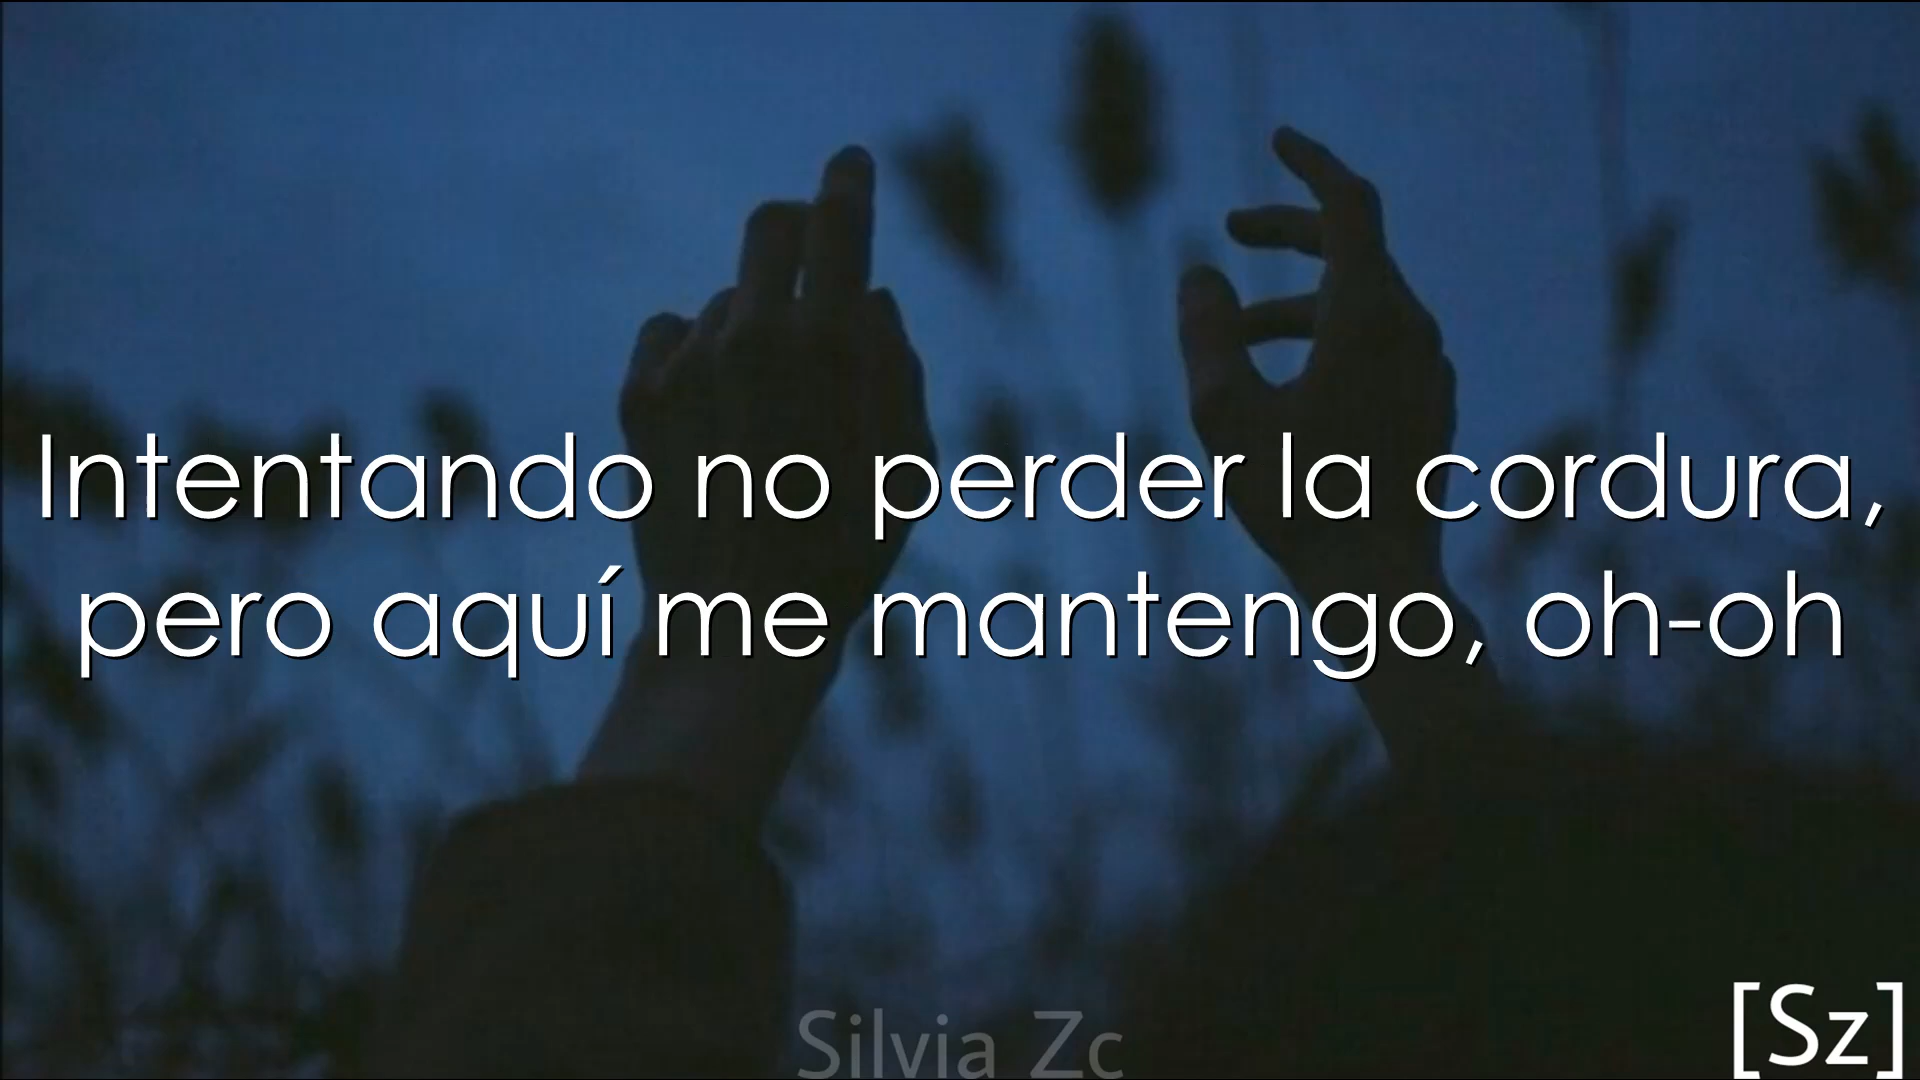 Intentando no perder la cordura,
pero aquí me mantengo, oh-oh
Silvia Zc
[Sz]